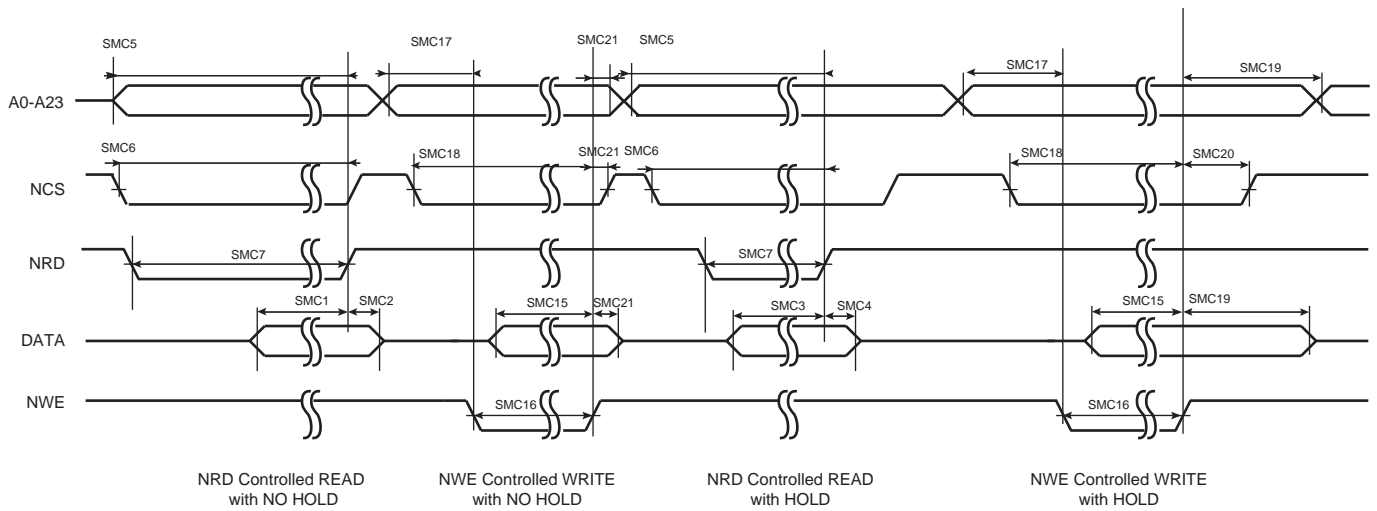 SMC5
SMC17
SMC21
SMC5
SMC17
SMC19
A0-A23
SMC6
SMC18
SMC21
SMC6
SMC18
SMC20
NCS
NRD
SMC7
SMC7
SMC1
SMC2
SMC15
SMC21
SMC3
SMC4
SMC15
SMC19
DATA
NWE
SMC16
SMC16
NRD Controlled READ
with NO HOLD
NWE Controlled WRITE
with NO HOLD
NRD Controlled READ
with HOLD
NWE Controlled WRITE
with HOLD